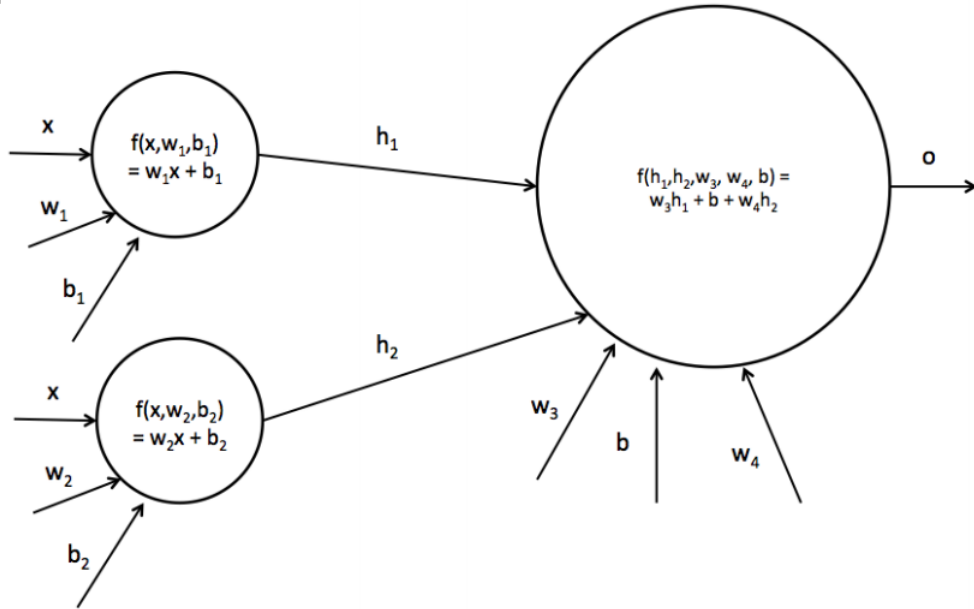 x
f(x,w₁,b₁)
= w₁x + b₁
w₁
b₁
h₁
x
f(x,w₂,b₂)
= w₂x + b₂
w₂
b₂
h₂
f(h₁,h₂,w₃, w₄, b) =
w₃h₁ + b + w₄h₂
o
w₃
b
w₄